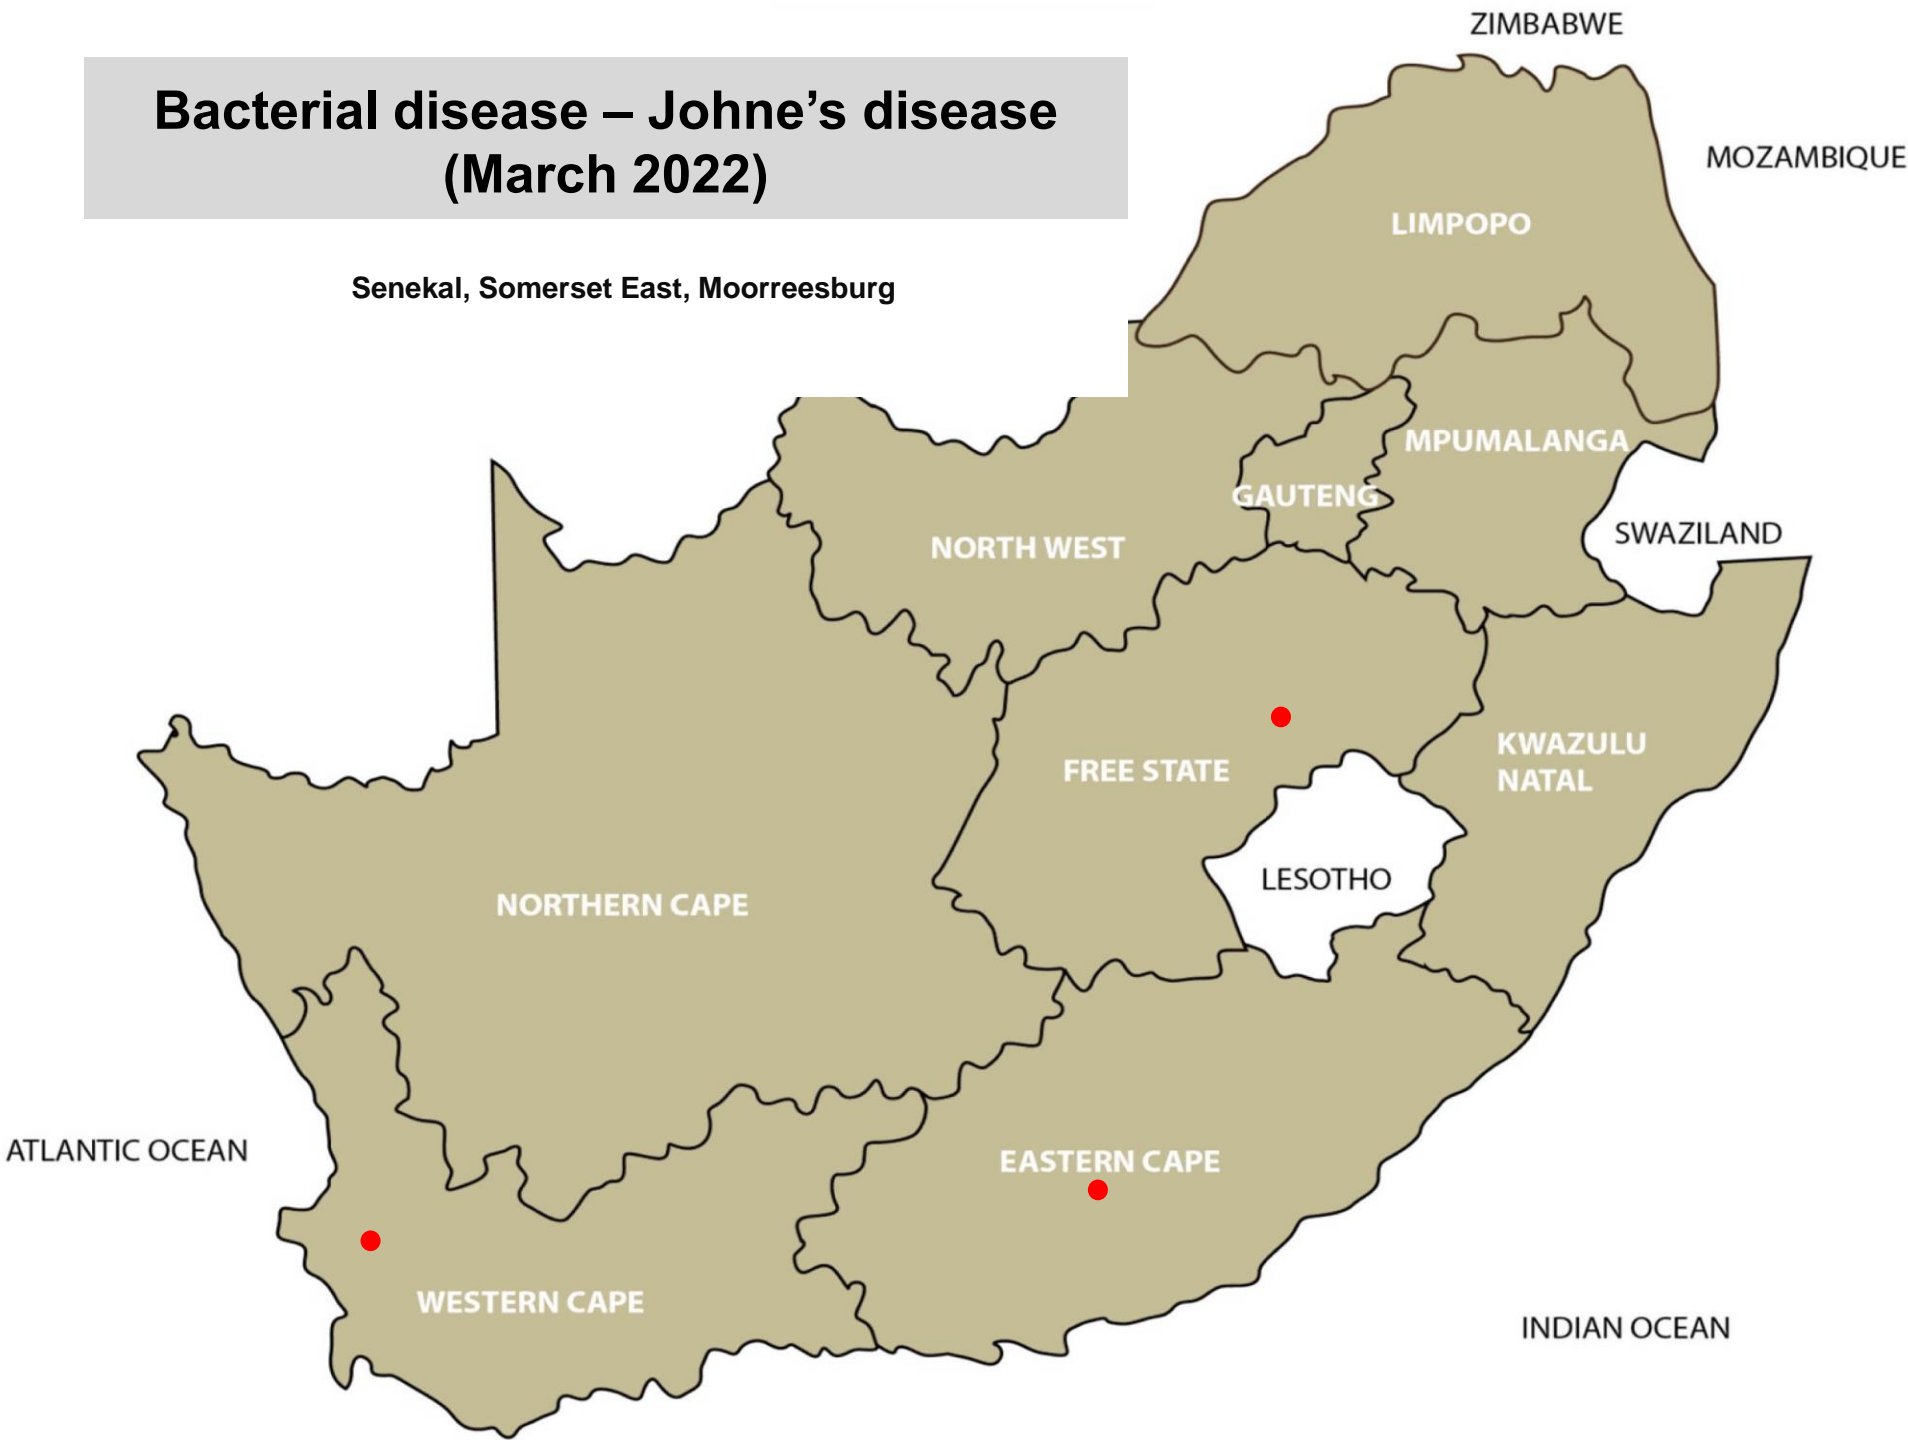 ZIMBABWE
Bacterial disease – Johne’s disease
(March 2022)
MOZAMBIQUE
LIMPOPO
Senekal, Somerset East, Moorreesburg
MPUMALANGA
GAUTENG
SWAZILAND
NORTH WEST
KWAZULU
NATAL
FREE STATE
LESOTHO
NORTHERN CAPE
ATLANTIC OCEAN
EASTERN CAPE
WESTERN CAPE
INDIAN OCEAN